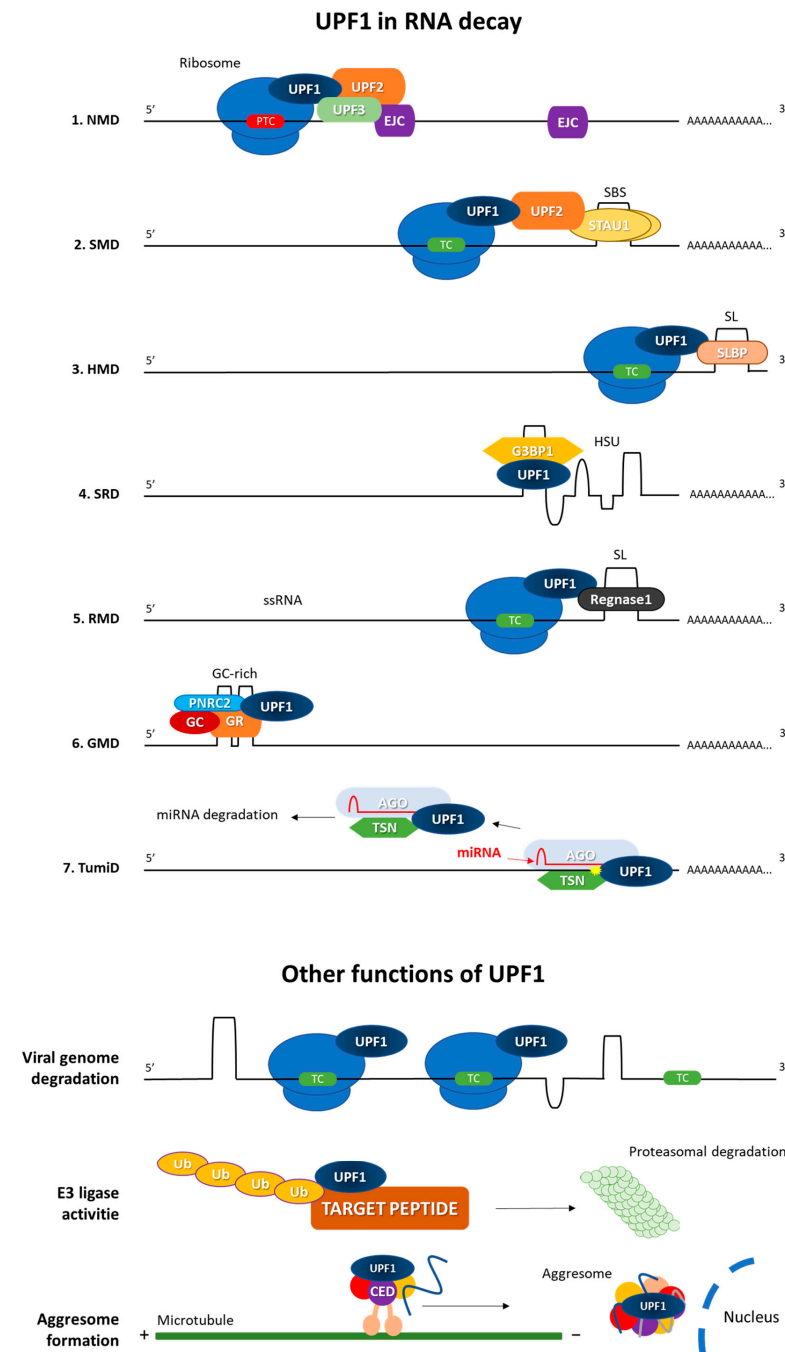 UPF1 in RNA decay
Ribosome
UPF1
UPF2
UPF3
5’
3
1. NMD
PTC
EJC
EJC
AAAAAAAAAAA...
SBS
5’
UPF1
UPF2
STAU1
2. SMD
TC
AAAAAAAAAAA...
SL
5’
3
UPF1
SLBP
3. HMD
TC
G3BP1
HSU
UPF1
5’
3
4. SRD
AAAAAAAAAAA...
SL
UPF1
ssRNA
Regnase1
5’
3
5. RMD
TC
AAAAAAAAAAA...
GC-rich
PNRC2
UPF1
GC
GR
5’
3
6. GMD
AAAAAAAAAAA...
AGO
miRNA degradation
UPF1
TSN
miRNA
AGO
5’
3
7. TumiD
UPF1
AAAAAAAAAAA...
TSN
Other functions of UPF1
UPF1
UPF1
Viral genome
degradation
5’
3
TC
TC
TC
Proteasomal degradation
Ub
Ub
Ub
Ub
UPF1
E3 ligase
activitie
TARGET PEPTIDE
UPF1
CED
Aggresome
UPF1
Nucleus
Aggresome
formation
Microtubule
+
−